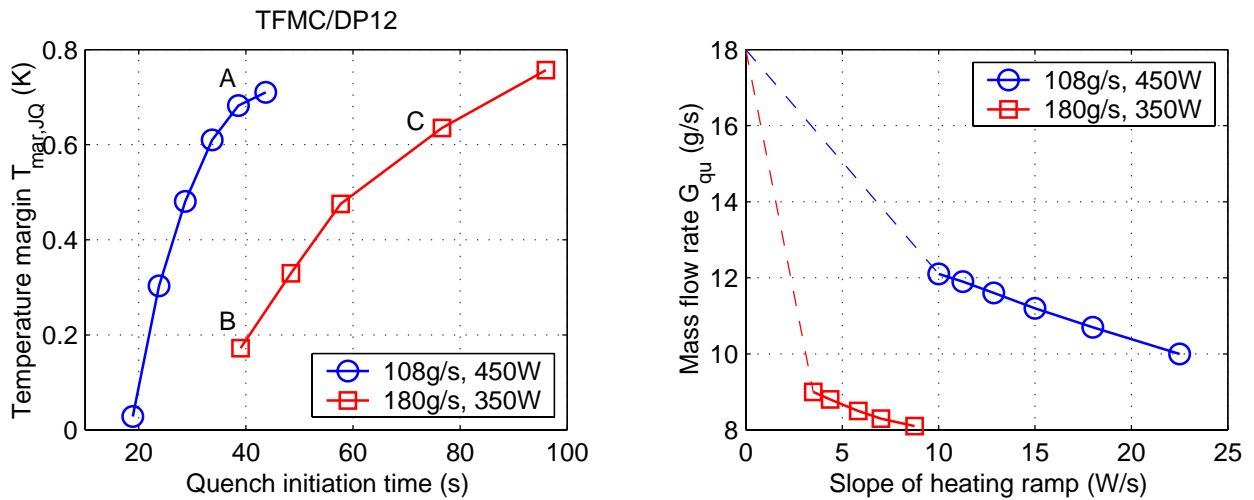 TFMC/DP12
Temperature margin T_mar,JQ (K)
0.8
0.6
0.4
0.2
0
20
40
60
80
100
Quench initiation time (s)
A
B
C
108g/s, 450W
180g/s, 350W
Mass flow rate G_qu (g/s)
18
16
14
12
10
8
0
5
10
15
20
25
Slope of heating ramp (W/s)
108g/s, 450W
180g/s, 350W